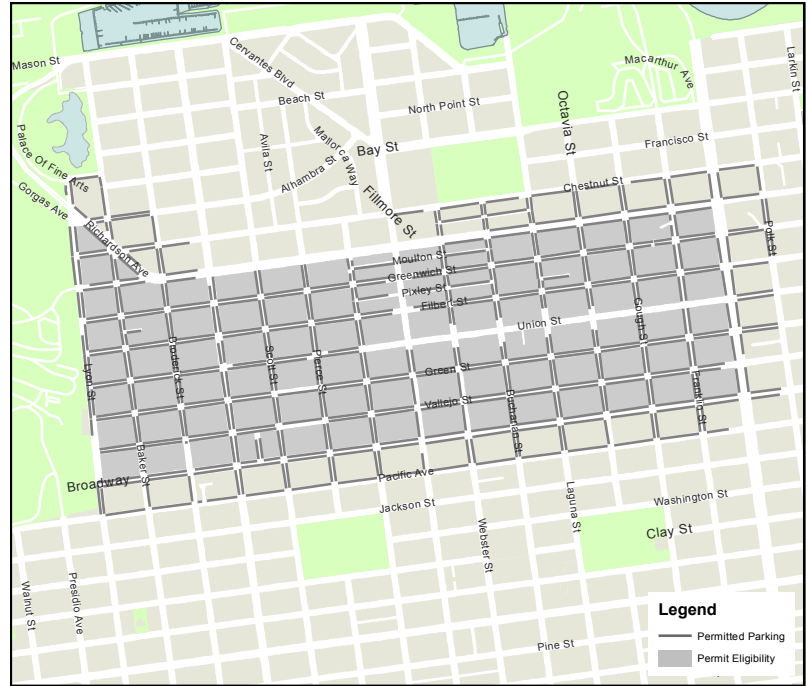 Mason St
Cervantes Blvd
Macarthur Ave
Larkin St
Beach St
North Point St
Octavia St
Palace Of Fine Arts
Avila St
Mallorca Way
Bay St
Francisco St
Alhambra St
Chestnut St
Gorgas Ave
Fillmore St
Richardson Ave
Polk St
Moulton St
Greenwich St
Pixley St
Filbert St
Union St
Gough St
Lyon St
Broderick St
Scott St
Pierce St
Green St
Vallejo St
Buchanan St
Franklin St
Baker St
Broadway
Pacific Ave
Jackson St
Laguna St
Washington St
Webster St
Clay St
Walnut St
Presidio Ave
Pine St
Legend
Permitted Parking
Permit Eligibility